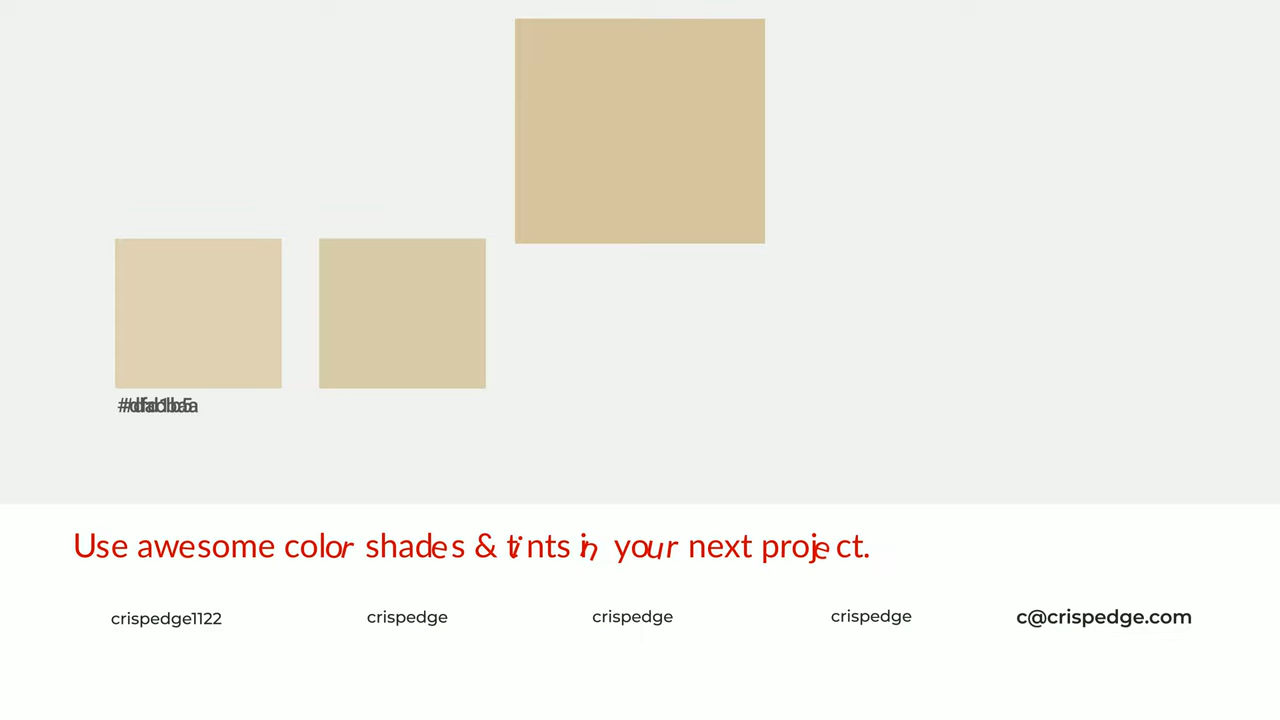 Use awesome color shades & tints in your next project.
crispedge1122 crispedge crispedge crispedge c@crispedge.com